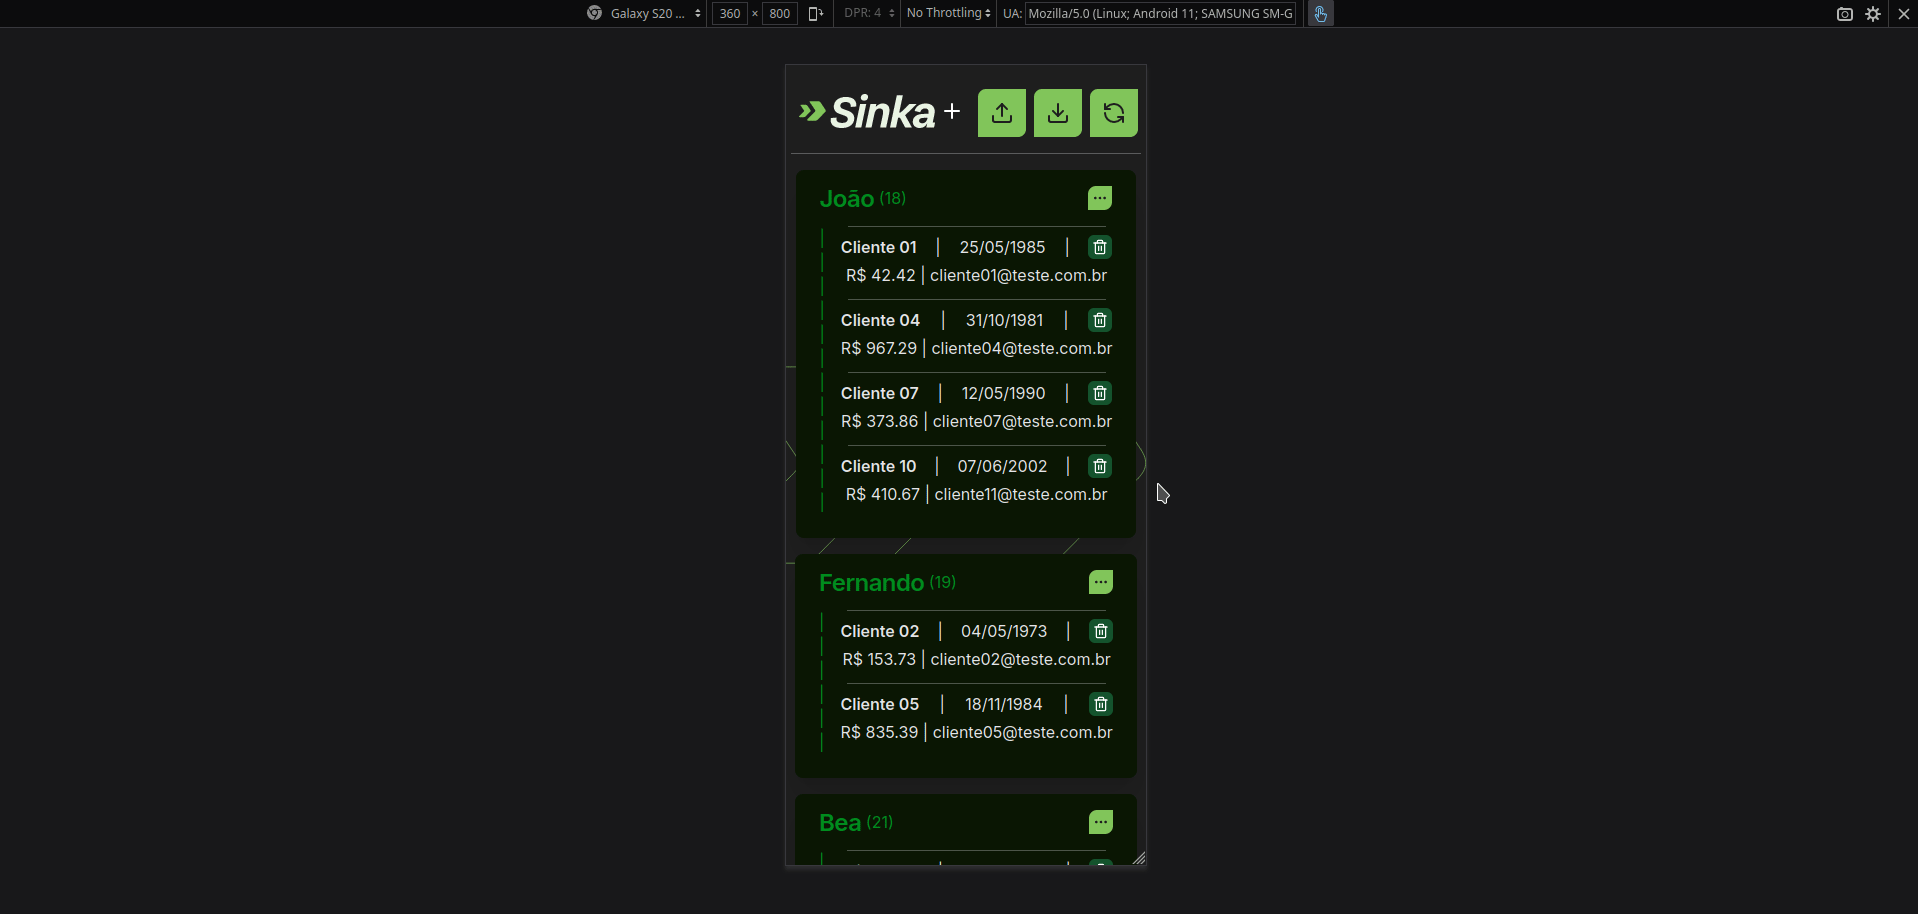 Galaxy S20 ... 360 × 800 DPR: 4 No Throttling UA: Mozilla/5.0 (Linux; Android 11; SAMSUNG SM-G
Sinka +
João (18)
Cliente 01 | 25/05/1985 |
R$ 42.42 | cliente01@teste.com.br
Cliente 04 | 31/10/1981 |
R$ 967.29 | cliente04@teste.com.br
Cliente 07 | 12/05/1990 |
R$ 373.86 | cliente07@teste.com.br
Cliente 10 | 07/06/2002 |
R$ 410.67 | cliente11@teste.com.br
Fernando (19)
Cliente 02 | 04/05/1973 |
R$ 153.73 | cliente02@teste.com.br
Cliente 05 | 18/11/1984 |
R$ 835.39 | cliente05@teste.com.br
Bea (21)